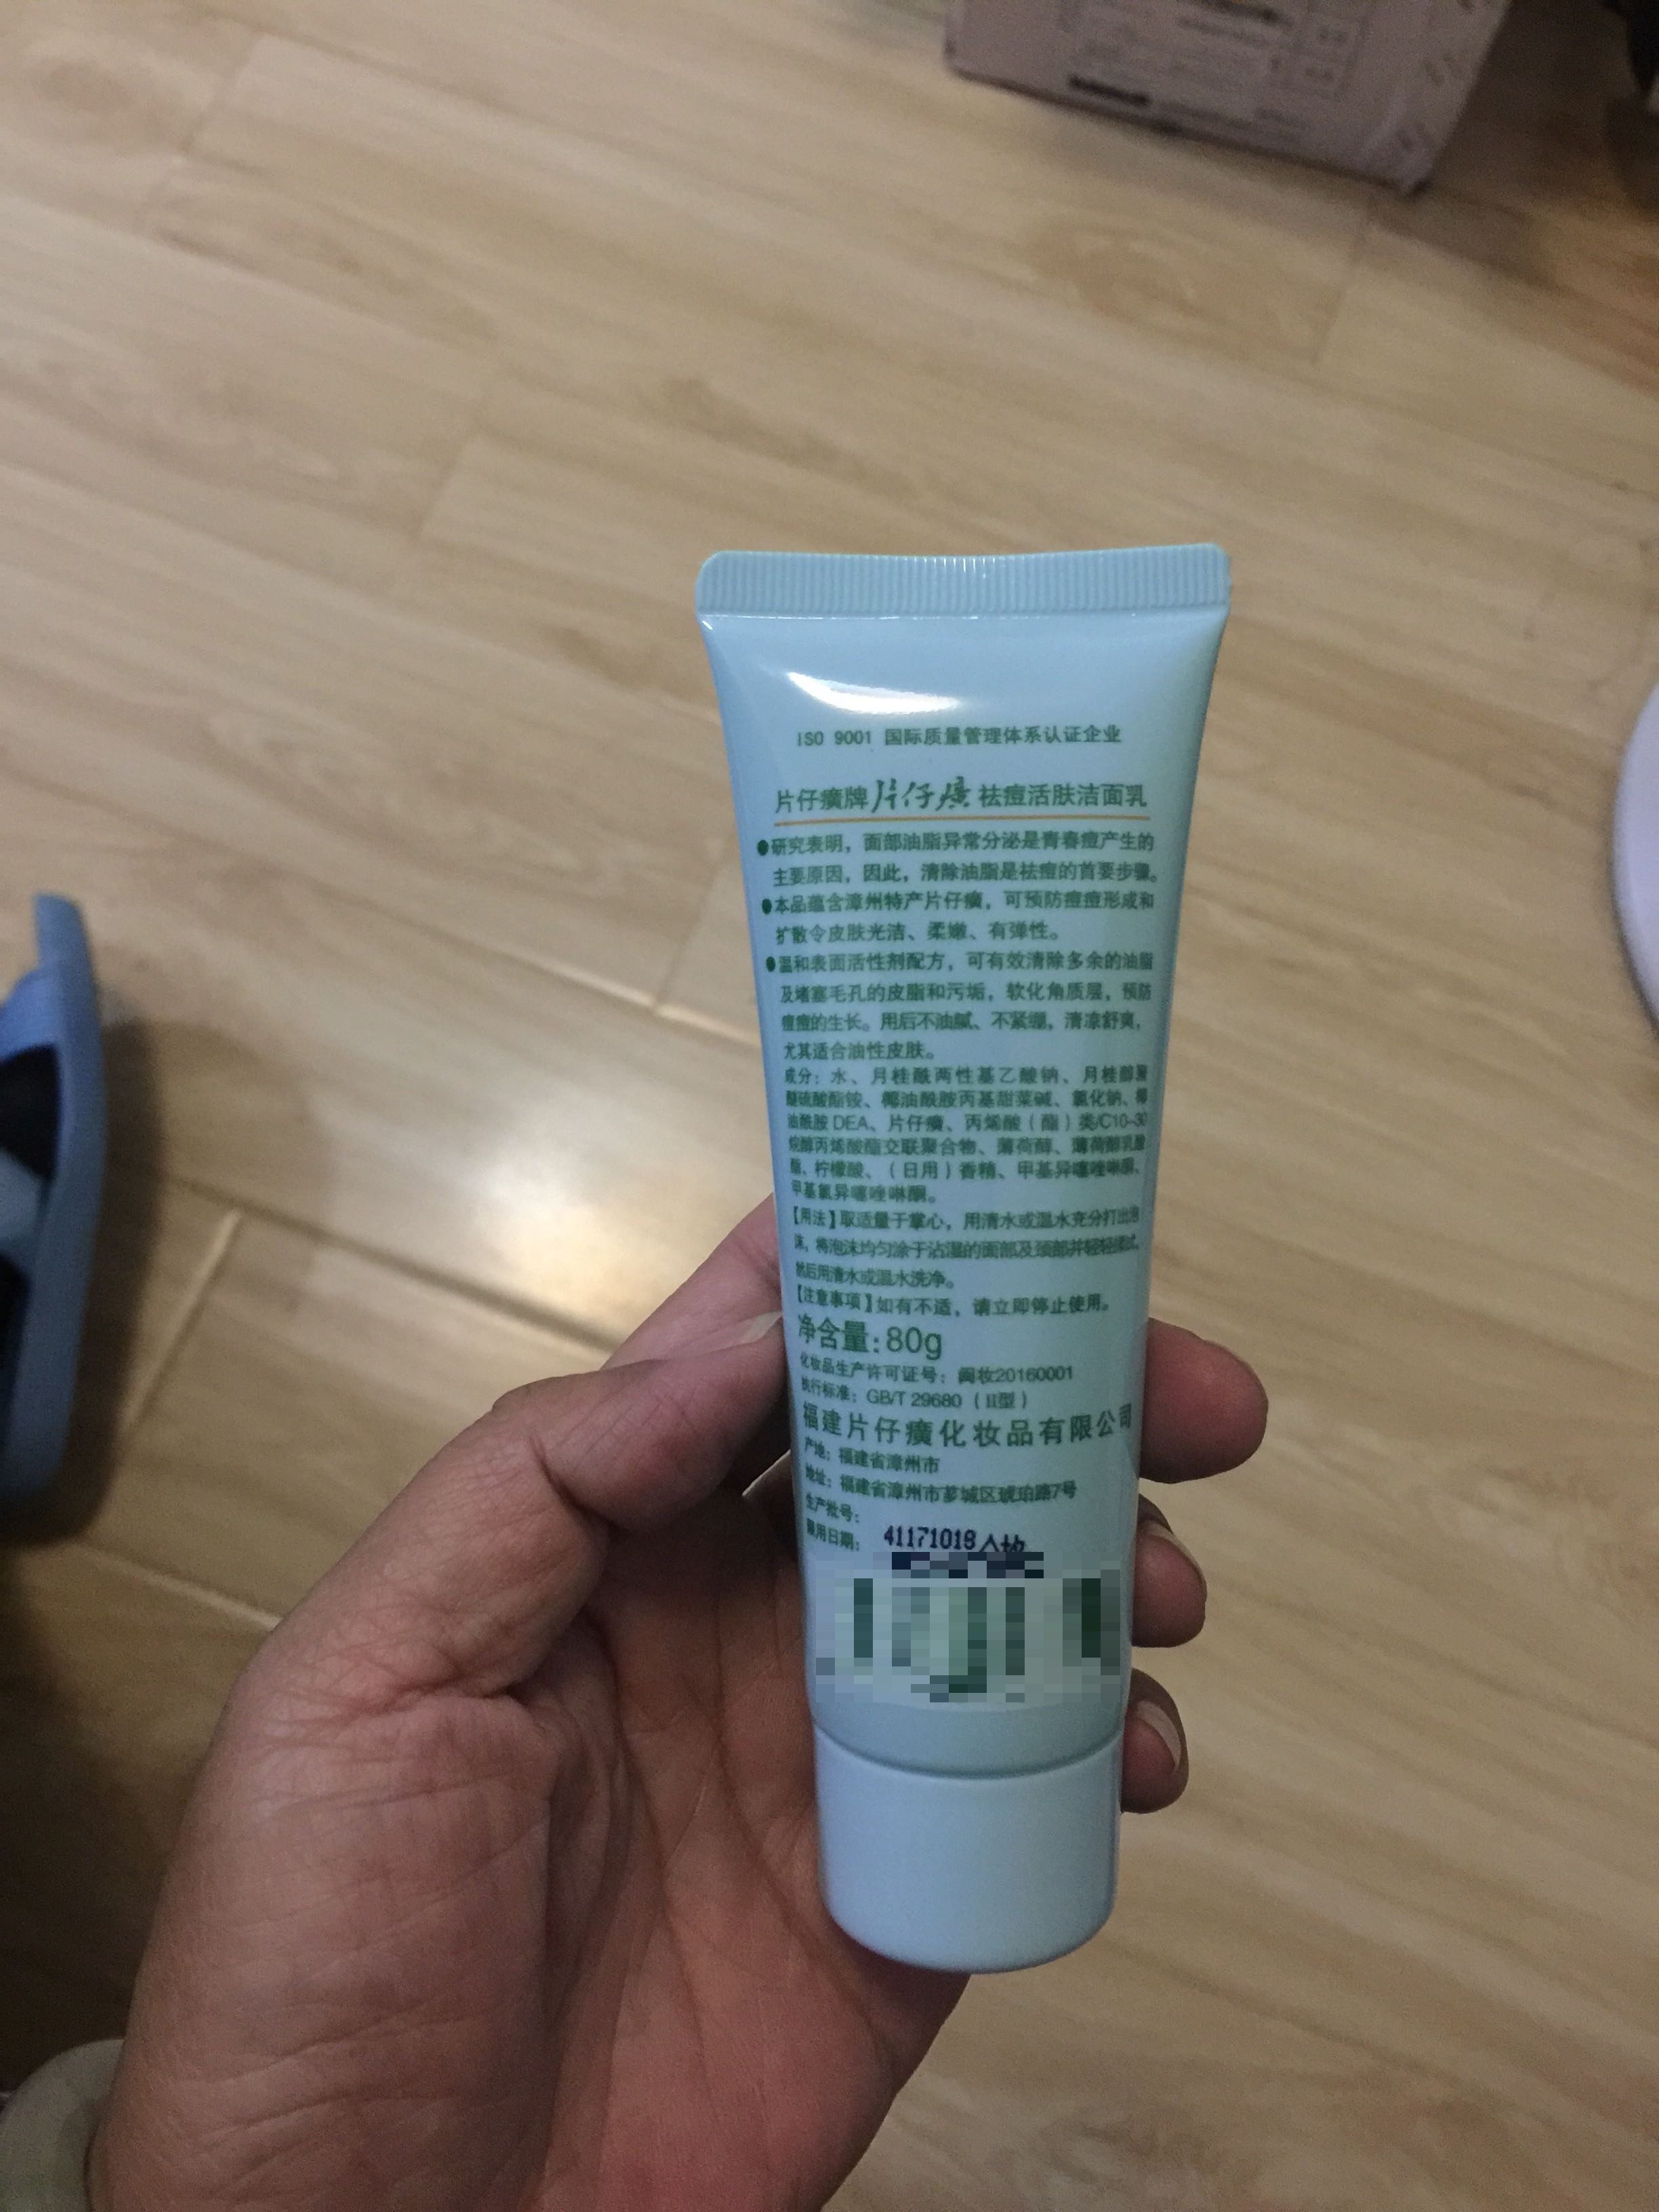 ISO 9001 国际质量管理体系认证企业
片仔癀牌片仔癀祛痘活肤洁面乳
●研究表明，面部油脂异常分泌是青春痘产生的
主要原因，因此，清除油脂是祛痘的首要步骤。
●本品蕴含漳州特产片仔癀，可预防痘痘形成和
扩散令皮肤光洁、柔嫩、有弹性。
●温和表面活性剂配方，可有效清除多余的油脂
及堵塞毛孔的皮脂和污垢，软化角质层，预防
痘痘的生长。用后不油腻、不紧绷，清凉舒爽，
尤其适合油性皮肤。
成分：水、月桂酰两性基乙酸钠、月桂醇聚
醚硫酸酯铵、椰油酰胺丙基甜菜碱、氯化钠、椰
油酰胺DEA、片仔癀、丙烯酸（酯）类/C10-30
烷醇丙烯酸酯交联聚合物、薄荷醇、薄荷醇乳酸
酯、柠檬酸、（日用）香精、甲基异噻唑啉酮、
甲基氯异噻唑啉酮。
【用法】取适量于掌心，用清水或温水充分打出泡
沫，将泡沫均匀涂于沾湿的面部及颈部并轻轻揉拭，
然后用清水或温水洗净。
【注意事项】如有不适，请立即停止使用。
净含量：80g
化妆品生产许可证号：闽妆20160001
执行标准：GB/T 29680（II型）
福建片仔癀化妆品有限公司
产地：福建省漳州市
地址：福建省漳州市芗城区琥珀路7号
生产批号：
限用日期：
41171018